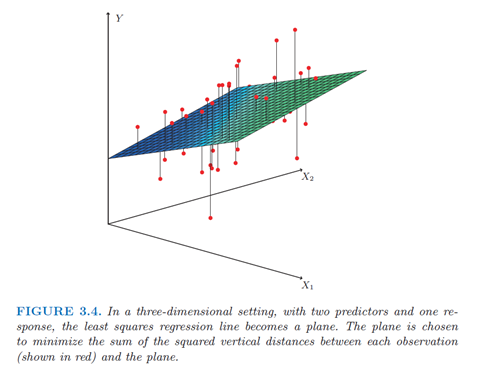 Y
X₂
X₁
FIGURE 3.4. In a three-dimensional setting, with two predictors and one re-
sponse, the least squares regression line becomes a plane. The plane is chosen
to minimize the sum of the squared vertical distances between each observation
(shown in red) and the plane.